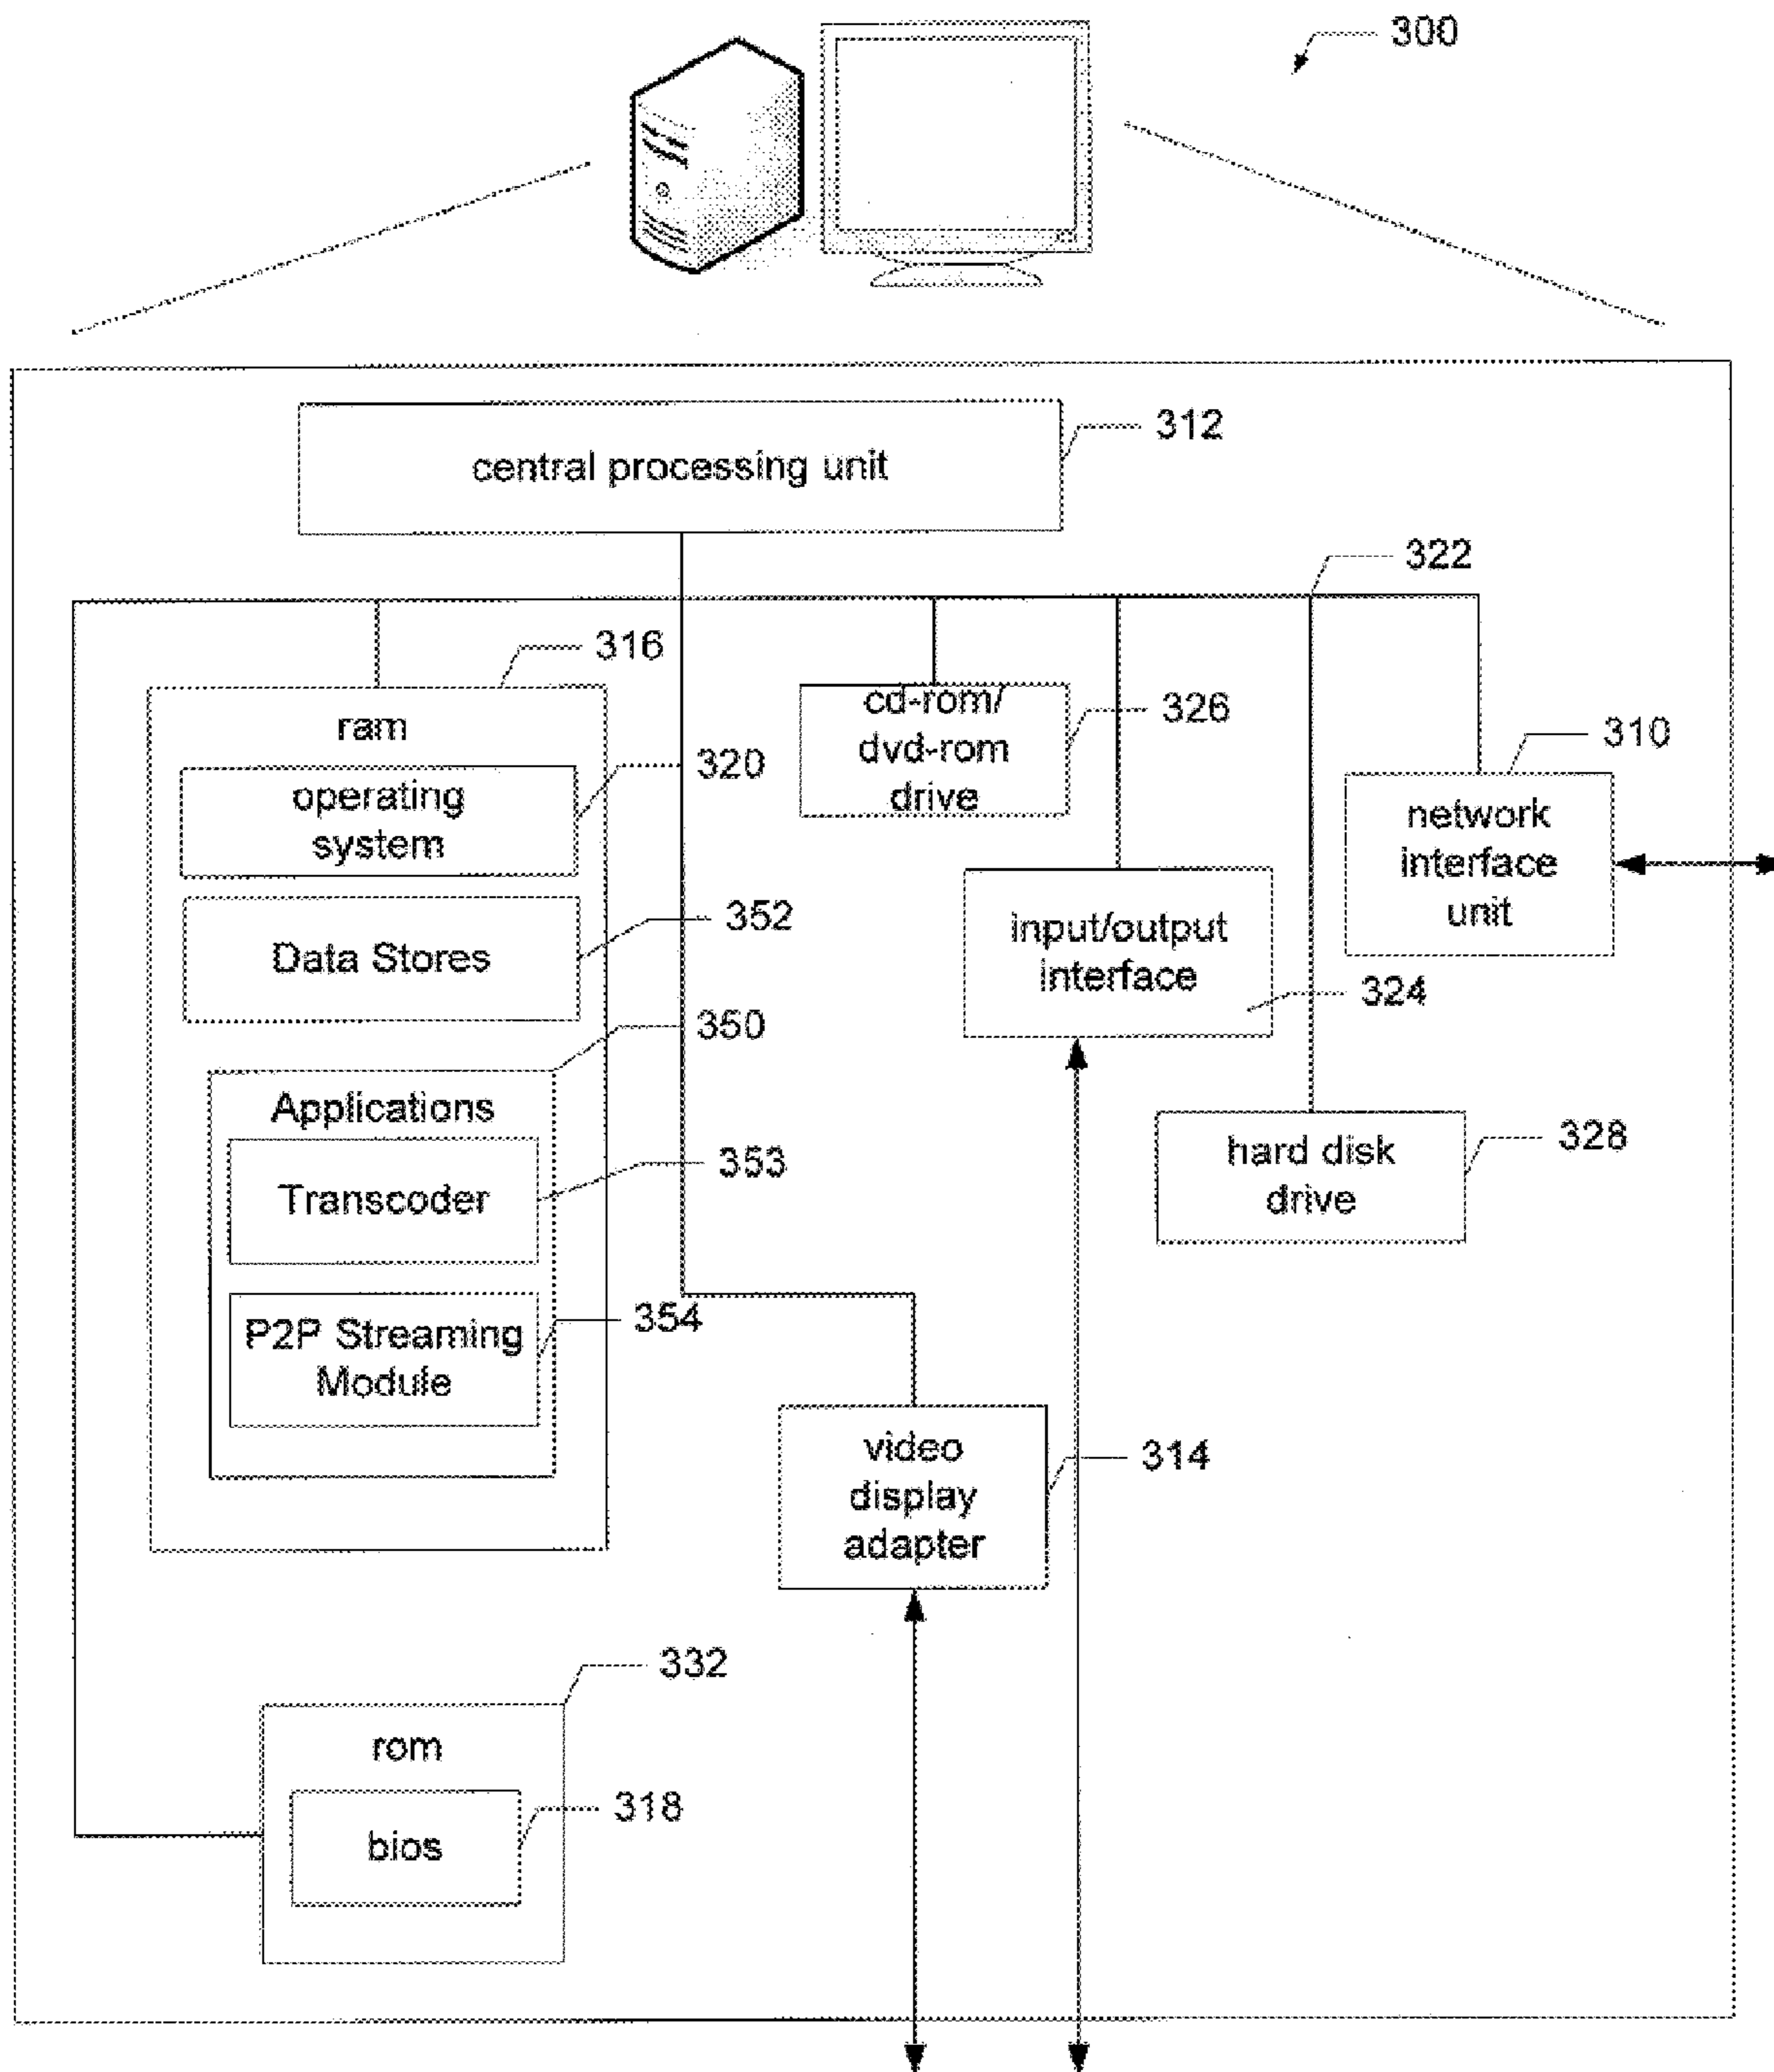 300
central processing unit
312
322
316
ram
operating
system
320
Data Stores
352
350
Applications
Transcoder
353
P2P Streaming
Module
354
cd-rom/
dvd-rom
drive
326
310
network
interface
unit
input/output
interface
324
hard disk
drive
328
video
display
adapter
314
332
rom
bios
318